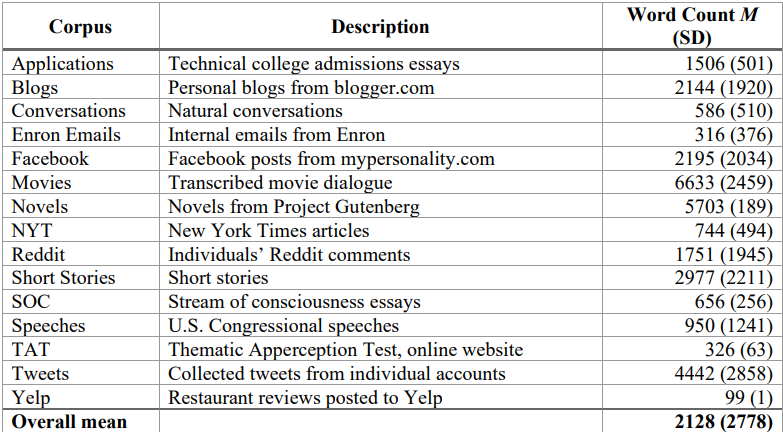 Corpus Description Word Count M (SD)
Applications Technical college admissions essays 1506 (501)
Blogs Personal blogs from blogger.com 2144 (1920)
Conversations Natural conversations 586 (510)
Enron Emails Internal emails from Enron 316 (376)
Facebook Facebook posts from mypersonality.com 2195 (2034)
Movies Transcribed movie dialogue 6633 (2459)
Novels Novels from Project Gutenberg 5703 (189)
NYT New York Times articles 744 (494)
Reddit Individuals’ Reddit comments 1751 (1945)
Short Stories Short stories 2977 (2211)
SOC Stream of consciousness essays 656 (256)
Speeches U.S. Congressional speeches 950 (1241)
TAT Thematic Apperception Test, online website 326 (63)
Tweets Collected tweets from individual accounts 4442 (2858)
Yelp Restaurant reviews posted to Yelp 99 (1)
Overall mean 2128 (2778)